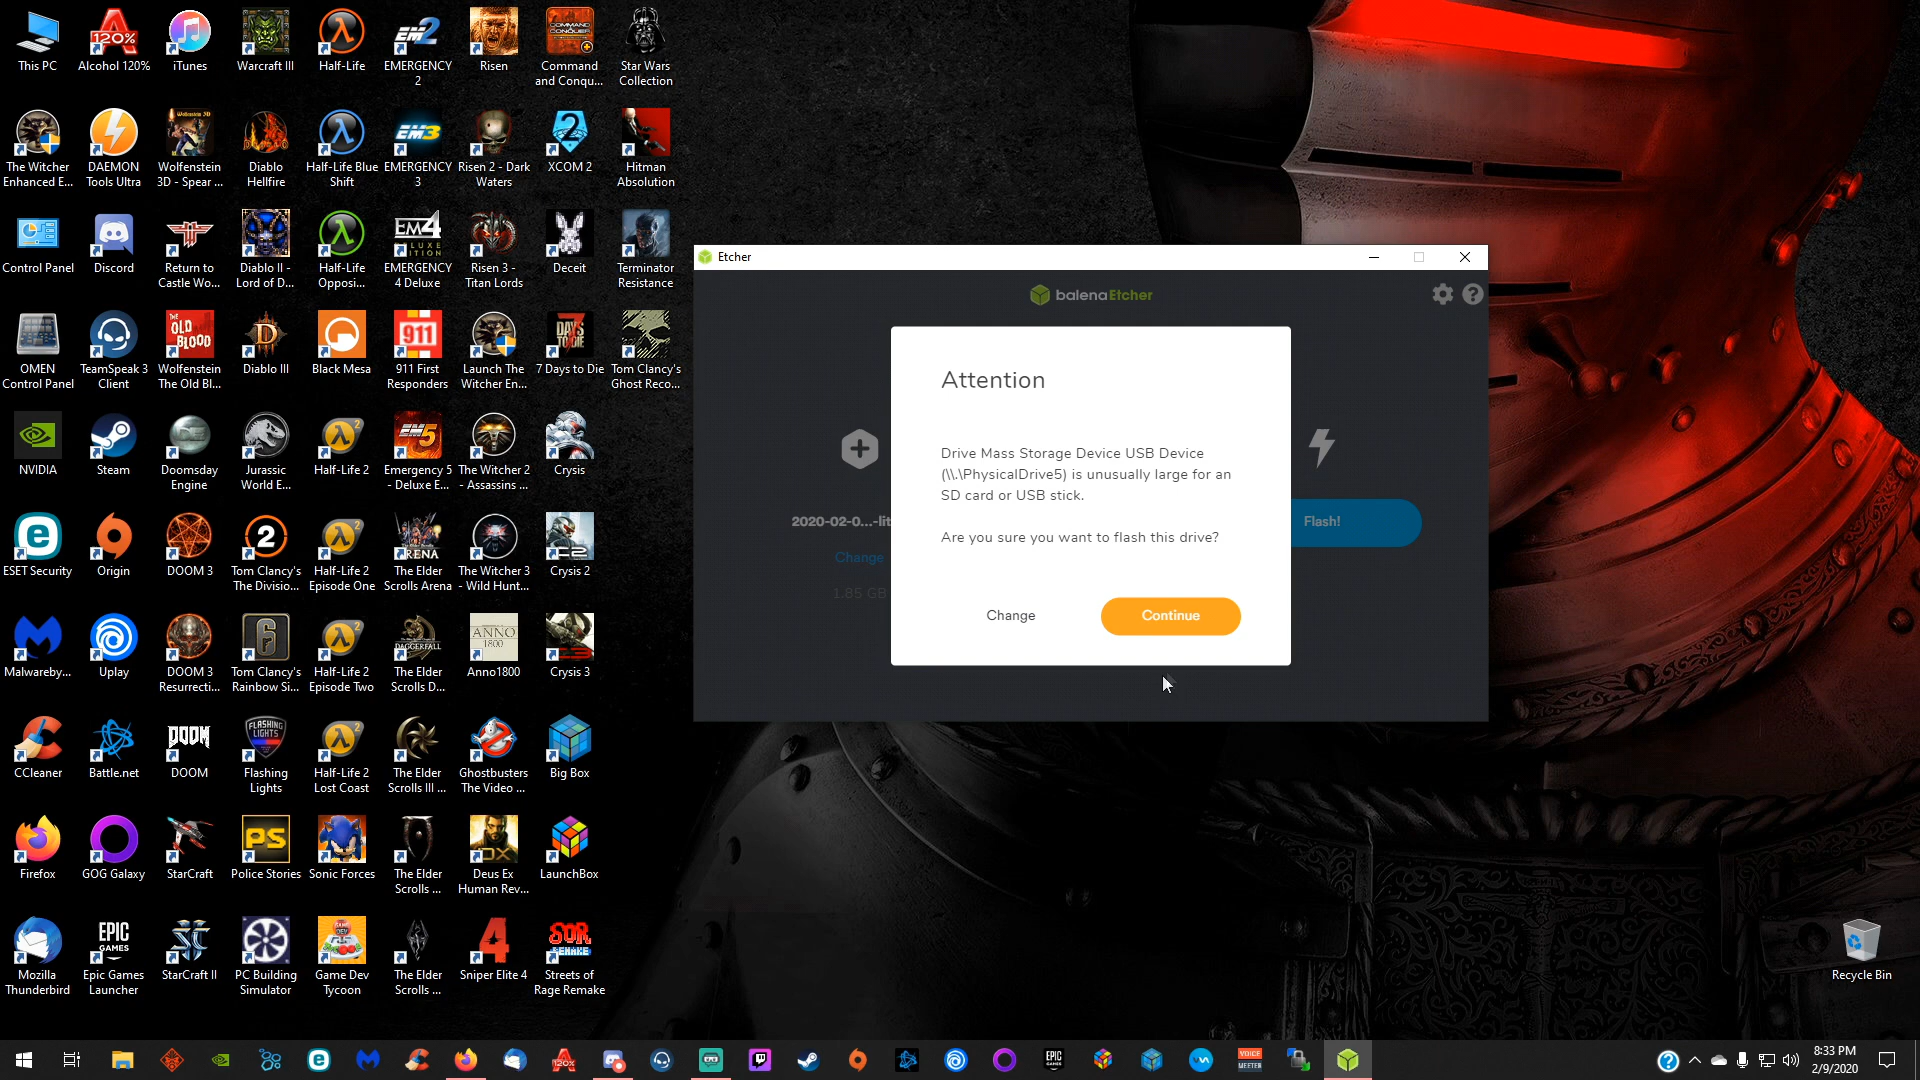 This PC
Alcohol 120%
iTunes
Warcraft III
Half-Life
EMERGENCY
2
Risen
Command
and Conqu...
Star Wars
Collection
The Witcher
Enhanced E...
DAEMON
Tools Ultra
Wolfenstein
3D - Spear ...
Diablo
Hellfire
Half-Life Blue
Shift
EMERGENCY
3
Risen 2 - Dark
Waters
XCOM 2
Hitman
Absolution
Control Panel
Discord
Return to
Castle Wo...
Diablo II -
Lord of D...
Half-Life
Opposi...
EMERGENCY
4 Deluxe
Risen 3 -
Titan Lords
Deceit
Terminator
Resistance
OMEN
Control Panel
TeamSpeak 3
Client
Wolfenstein
The Old Bl...
Diablo III
Black Mesa
911 First
Responders
Launch The
Witcher En...
7 Days to Die
Tom Clancy's
Ghost Reco...
NVIDIA
Steam
Doomsday
Engine
Jurassic
World E...
Half-Life 2
Emergency 5
- Deluxe E...
The Witcher 2
- Assassins ...
Crysis
ESET Security
Origin
DOOM 3
Tom Clancy's
The Divisio...
Half-Life 2
Episode One
The Elder
Scrolls Arena
The Witcher 3
- Wild Hunt...
Crysis 2
Malwareby...
Uplay
DOOM 3
Resurrecti...
Tom Clancy's
Rainbow Si...
Half-Life 2
Episode Two
The Elder
Scrolls D...
Anno1800
Crysis 3
CCleaner
Battle.net
DOOM
Flashing
Lights
Half-Life 2
Lost Coast
The Elder
Scrolls III ...
Ghostbusters
The Video ...
Big Box
Firefox
GOG Galaxy
StarCraft
Police Stories
Sonic Forces
The Elder
Scrolls ...
Deus Ex
Human Rev...
LaunchBox
Mozilla
Thunderbird
Epic Games
Launcher
StarCraft II
PC Building
Simulator
Game Dev
Tycoon
The Elder
Scrolls ...
Sniper Elite 4
Streets of
Rage Remake
Etcher
balenaEtcher
Attention
Drive Mass Storage Device USB Device
(\\.\PhysicalDrive5) is unusually large for an
SD card or USB stick.
Are you sure you want to flash this drive?
Change
Continue
2020-02-0...-lit
Change
1.85 GB
Flash!
Recycle Bin
8:33 PM
2/9/2020